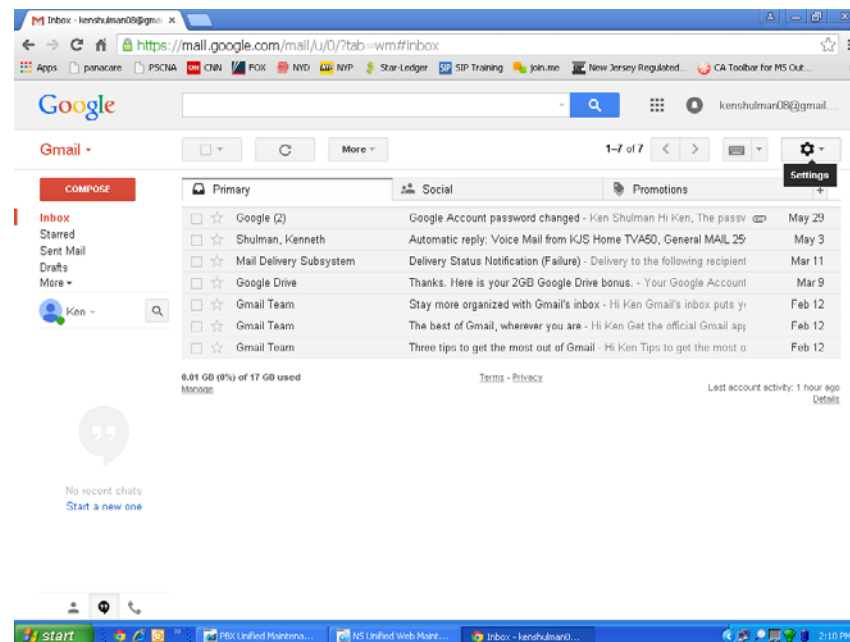 Inbox - kenshulman08@gmai
https://mail.google.com/mail/u/0/?tab=wm#inbox
Apps panacare PSCNA CNN FOX NYD NYP Star-Ledger SIP Training join.me New Jersey Regulated... CA Toolbar for MS Out...
Google
kenshulman08@gmail....
Gmail
More
1–7 of 7
Settings
COMPOSE
Primary
Social
Promotions
+
Inbox
Starred
Sent Mail
Drafts
More
Ken
Google (2) Google Account password changed - Ken Shulman Hi Ken, The passw May 29
Shulman, Kenneth Automatic reply: Voice Mail from KJS Home TVA50, General MAIL 25 May 3
Mail Delivery Subsystem Delivery Status Notification (Failure) - Delivery to the following recipient Mar 11
Google Drive Thanks. Here is your 2GB Google Drive bonus. - Your Google Account Mar 9
Gmail Team Stay more organized with Gmail's inbox - Hi Ken Gmail's inbox puts Feb 12
Gmail Team The best of Gmail, wherever you are - Hi Ken Get the official Gmail app Feb 12
Gmail Team Three tips to get the most out of Gmail - Hi Ken Tips to get the most o Feb 12
0.01 GB (0%) of 17 GB used
Manage
Terms - Privacy
Last account activity: 1 hour ago
Details
No recent chats
Start a new one
start
PBX Unified Maintena...
NS Unified Web Maint...
Inbox - kenshulman0...
2:10 PM